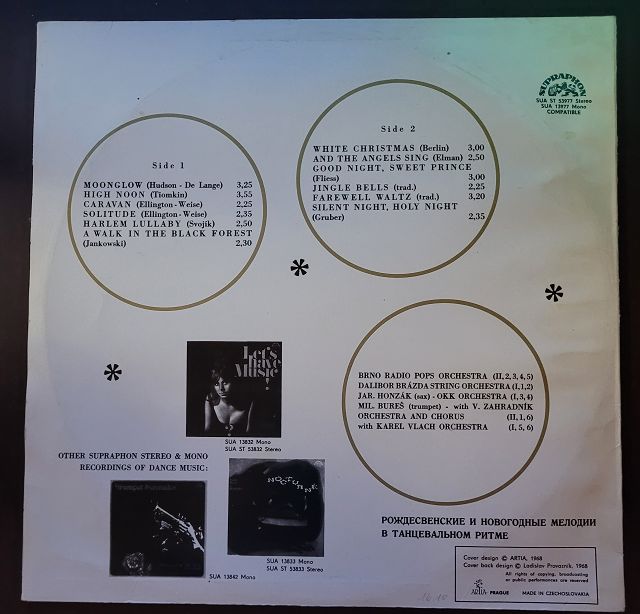 SUPRAPHON
SUA ST 53977 Stereo
SUA 13977 Mono
COMPATIBLE
Side 1
MOONGLOW (Hudson - De Lange) 3,25
HIGH NOON (Tiomkin) 3,55
CARAVAN (Ellington - Weise) 2,25
SOLITUDE (Ellington - Weise) 2,35
HARLEM LULLABY (Svojik) 2,50
A WALK IN THE BLACK FOREST
(Jankowski) 2,30
Side 2
WHITE CHRISTMAS (Berlin) 3,00
AND THE ANGELS SING (Elman) 2,50
GOOD NIGHT, SWEET PRINCE
(Fliess) 3,00
JINGLE BELLS (trad.) 2,25
FAREWELL WALTZ (trad.) 3,20
SILENT NIGHT, HOLY NIGHT
(Gruber) 2,35
BRNO RADIO POPS ORCHESTRA (II,2,3,4,5)
DALIBOR BRÁZDA STRING ORCHESTRA (I,1,2)
JAR. HONZÁK (sax) - OKK ORCHESTRA (I,3,4)
MIL. BUREŠ (trumpet) - with V. ZAHRADNÍK
ORCHESTRA AND CHORUS (II,1,6)
with KAREL VLACH ORCHESTRA (I,5,6)
Let's
have
Music
!
SUA 13832 Mono
SUA ST 53832 Stereo
OTHER SUPRAPHON STEREO & MONO
RECORDINGS OF DANCE MUSIC:
NOCTURNE
SUA 13833 Mono
SUA ST 53833 Stereo
SUA 13842 Mono
РОЖДЕСВЕНСКИЕ И НОВОГОДНЫЕ МЕЛОДИИ
В ТАНЦЕВАЛЬНОМ РИТМЕ
Cover design © ARTIA, 1968
Cover back design © Ladislav Provazník, 1968
All rights of copying, broadcasting
or public performances are reserved
ARTIA PRAGUE MADE IN CZECHOSLOVAKIA